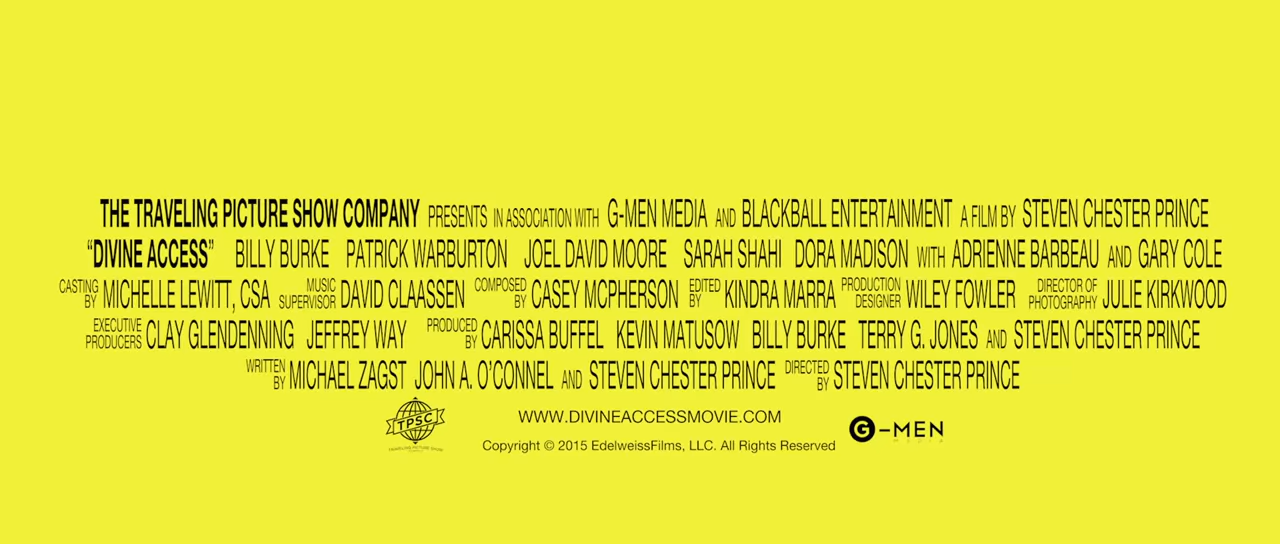 THE TRAVELING PICTURE SHOW COMPANY PRESENTS IN ASSOCIATION WITH G-MEN MEDIA AND BLACKBALL ENTERTAINMENT A FILM BY STEVEN CHESTER PRINCE
“DIVINE ACCESS” BILLY BURKE PATRICK WARBURTON JOEL DAVID MOORE SARAH SHAHI DORA MADISON WITH ADRIENNE BARBEAU AND GARY COLE
CASTING BY MICHELLE LEWITT, CSA MUSIC SUPERVISOR DAVID CLAASSEN COMPOSED BY CASEY MCPHERSON EDITED BY KINDRA MARRA PRODUCTION DESIGNER WILEY FOWLER DIRECTOR OF PHOTOGRAPHY JULIE KIRKWOOD
EXECUTIVE PRODUCERS CLAY GLENDENNING JEFFREY WAY PRODUCED BY CARISSA BUFFEL KEVIN MATUSOW BILLY BURKE TERRY G. JONES AND STEVEN CHESTER PRINCE
WRITTEN BY MICHAEL ZAGST JOHN A. O'CONNEL AND STEVEN CHESTER PRINCE DIRECTED BY STEVEN CHESTER PRINCE
TPSC
TRAVELING PICTURE SHOW
WWW.DIVINEACCESSMOVIE.COM
Copyright © 2015 EdelweissFilms, LLC. All Rights Reserved
G-MEN
media